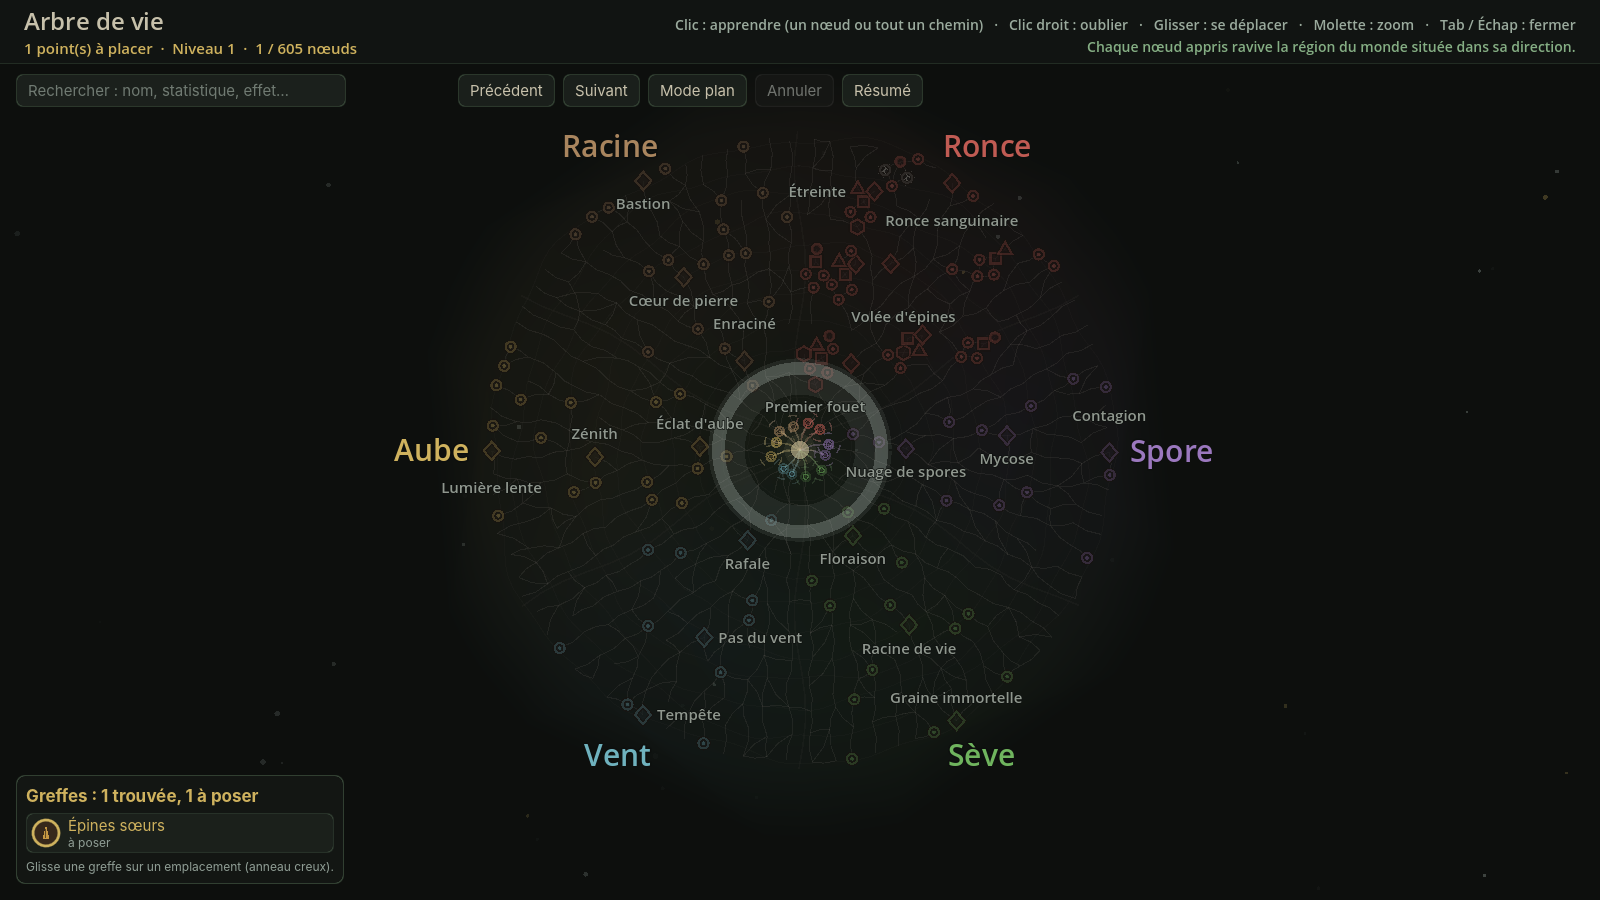 Arbre de vie
1 point(s) à placer · Niveau 1 · 1 / 605 nœuds
Clic : apprendre (un nœud ou tout un chemin) · Clic droit : oublier · Glisser : se déplacer · Molette : zoom · Tab / Échap : fermer
Chaque nœud appris ravive la région du monde située dans sa direction.
Rechercher : nom, statistique, effet...
Précédent
Suivant
Mode plan
Annuler
Résumé
Racine
Ronce
Étreinte
Bastion
Ronce sanguinaire
Cœur de pierre
Enraciné
Volée d'épines
Premier fouet
Contagion
Éclat d'aube
Zénith
Aube
Spore
Mycose
Nuage de spores
Lumière lente
Rafale
Floraison
Pas du vent
Racine de vie
Graine immortelle
Tempête
Vent
Sève
Greffes : 1 trouvée, 1 à poser
Épines sœurs
à poser
Glisse une greffe sur un emplacement (anneau creux).